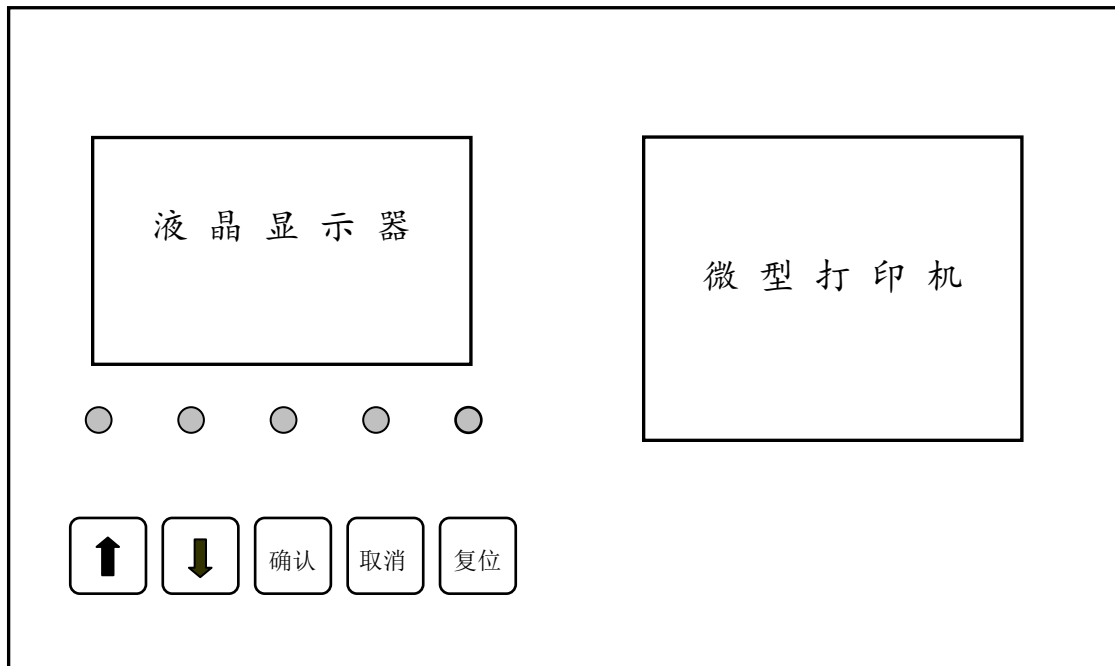 液晶显示器
微型打印机
确认 取消 复位